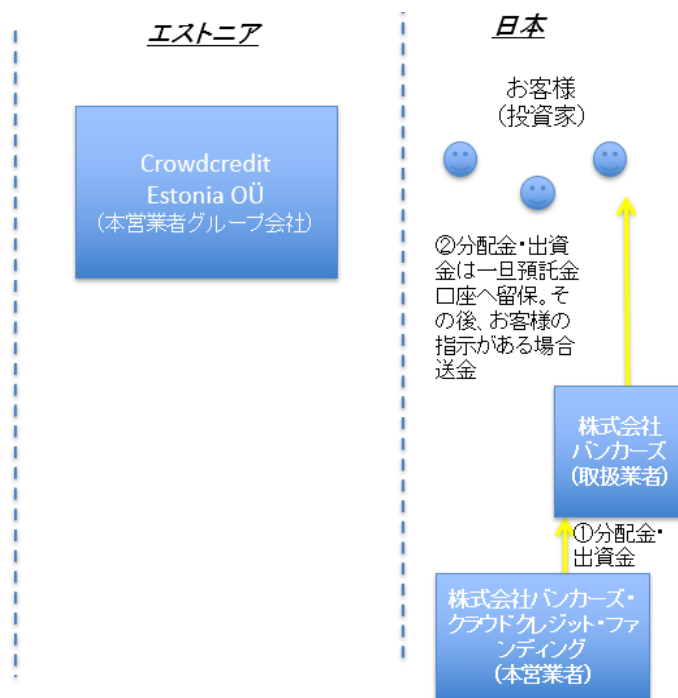 エストニア
日本
Crowdcredit
Estonia OÜ
(本営業者グループ会社)
お客様
(投資家)
②分配金・出資
金は一旦預託金
口座へ留保。そ
の後、お客様の
指示がある場合
送金
株式会社
バンカーズ
(取扱業者)
①分配金・
出資金
株式会社バンカーズ・
クラウドクレジット・ファ
ンディング
(本営業者)